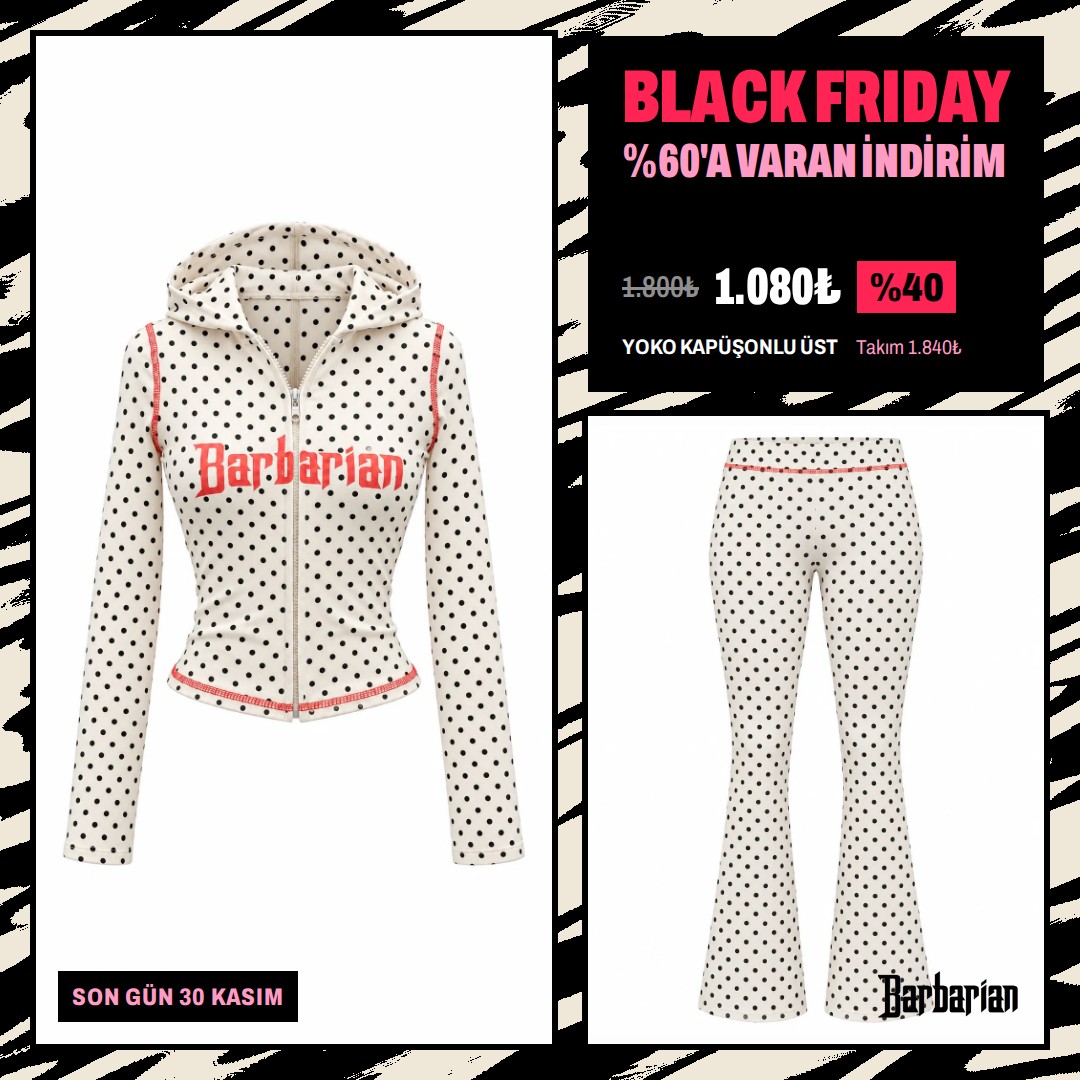 BLACK FRIDAY
%60'A VARAN İNDİRİM
1.800₺ 1.080₺ %40
YOKO KAPÜŞONLU ÜST Takım 1.840₺
Barbarian
SON GÜN 30 KASIM
Barbarian